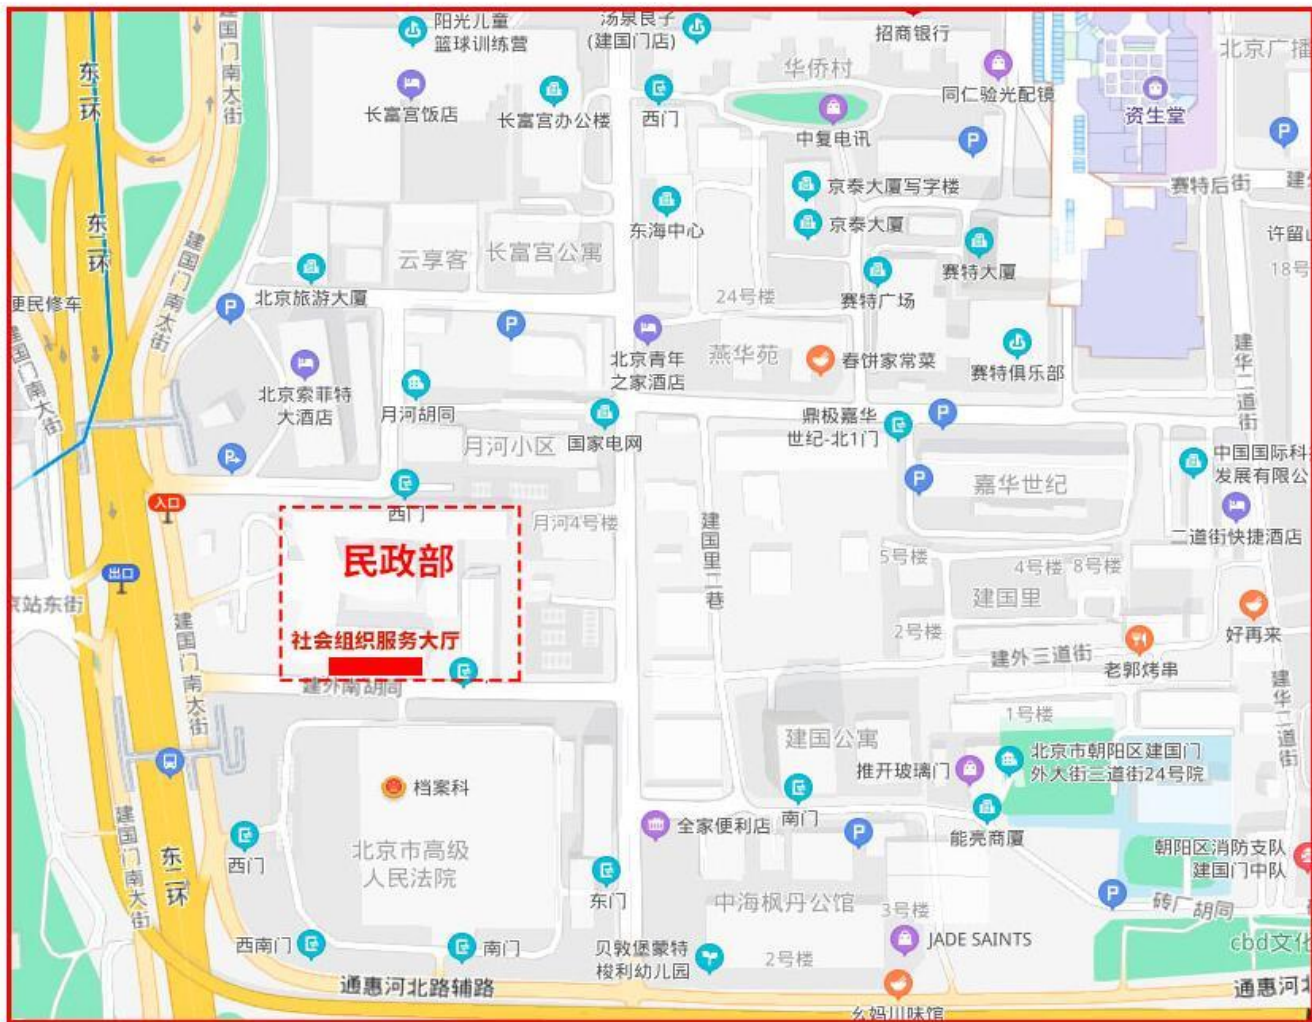 阳光儿童
篮球训练营
汤泉良子
(建国门店)
招商银行
北京广播
建国门南大街
东二环
华侨村
同仁验光配镜
长富宫饭店
长富宫办公楼
西门
中复电讯
资生堂
京泰大厦写字楼
赛特后街
东海中心
京泰大厦
东二环
建国门南大街
云享客
长富宫公寓
赛特大厦
许留山
18号
北京旅游大厦
24号楼
赛特广场
便民修车
建国门南大街
北京青年
之家酒店
燕华苑
春饼家常菜
赛特俱乐部
建华二道街
北京索菲特
大酒店
月河胡同
鼎极嘉华
世纪-北1门
月河小区
国家电网
中国国际科
发展有限公
嘉华世纪
入口
西门
月河4号楼
建国里二巷
二道街快捷酒店
民政部
5号楼
4号楼
8号楼
出口
京站东街
建国里
社会组织服务大厅
2号楼
好再来
建国门南大街
建外三道街
老郭烤串
建外南胡同
1号楼
建华二道街
建国公寓
北京市朝阳区建国门
外大街三道街24号院
推开玻璃门
档案科
建国门南大街
全家便利店
南门
能亮商厦
西门
北京市高级
人民法院
东二环
朝阳区消防支队
建国门中队
东门
中海枫丹公馆
3号楼
砖厂胡同
西南门
南门
贝敦堡蒙特
梭利幼儿园
2号楼
JADE SAINTS
cbd文化
通惠河北路辅路
通惠河北
幺妈川味馆